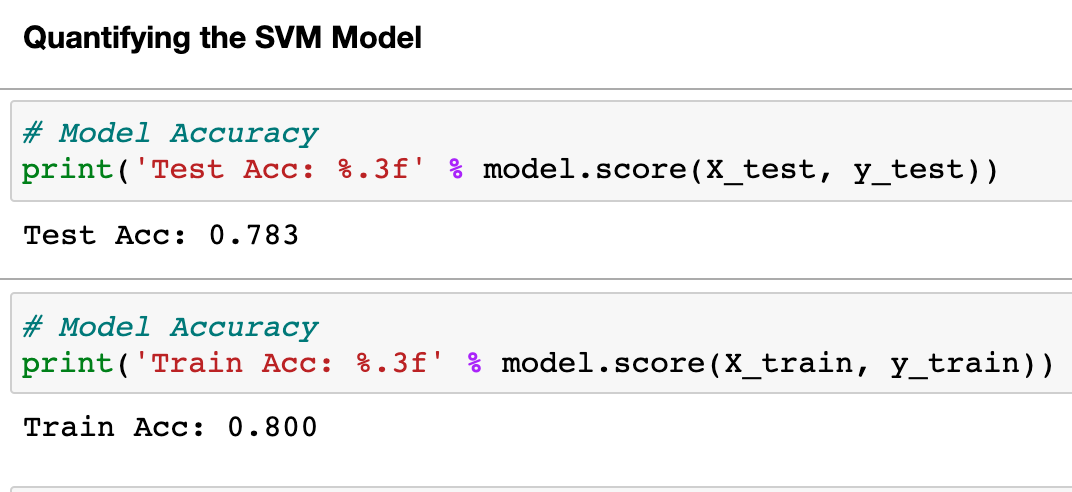 Quantifying the SVM Model
# Model Accuracy
print('Test Acc: %.3f' % model.score(X_test, y_test))
Test Acc: 0.783
# Model Accuracy
print('Train Acc: %.3f' % model.score(X_train, y_train))
Train Acc: 0.800